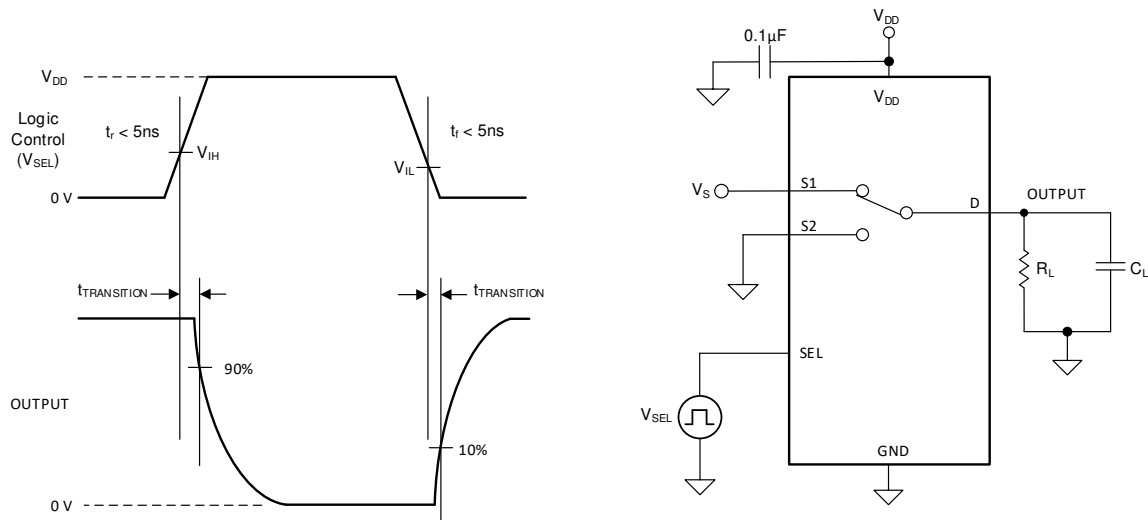 V_DD
Logic
Control
(V_SEL)
t_r < 5ns
t_f < 5ns
V_IH
V_IL
0 V
t_TRANSITION
t_TRANSITION
90%
OUTPUT
10%
0 V
V_DD
0.1μF
V_DD
V_S
S1
D
OUTPUT
S2
R_L
C_L
SEL
V_SEL
GND